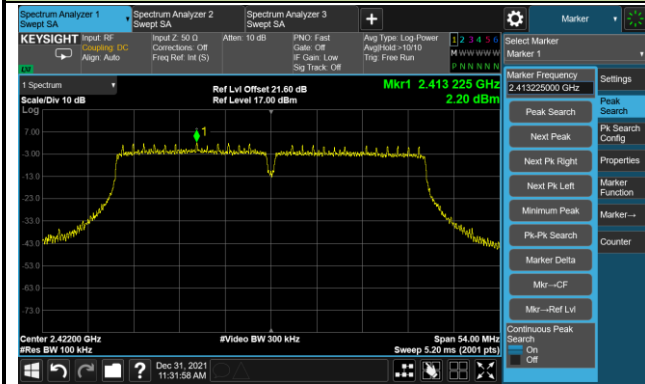 Spectrum Analyzer 1
Swept SA
Spectrum Analyzer 2
Swept SA
Spectrum Analyzer 3
Swept SA
+
Marker
KEYSIGHT
Input: RF
Coupling: DC
Align: Auto
Input Z: 50 Ω
Corrections: Off
Freq Ref: Int (S)
Atten: 10 dB
PNO: Fast
Gate: Off
IF Gain: Low
Sig Track: Off
Avg Type: Log-Power
Avg|Hold:>10/10
Trig: Free Run
1 2 3 4 5 6
M W W W W W
P N N N N N
Select Marker
Marker 1
1 Spectrum
Scale/Div 10 dB
Log
Ref Lvl Offset 21.60 dB
Ref Level 17.00 dBm
Mkr1 2.413 225 GHz
2.20 dBm
1
7.00
-3.00
-13.0
-23.0
-33.0
-43.0
-53.0
-63.0
-73.0
Center 2.42200 GHz
#Res BW 100 kHz
#Video BW 300 kHz
Span 54.00 MHz
Sweep 5.20 ms (2001 pts)
Marker Frequency
2.413225000 GHz
Peak Search
Next Peak
Next Pk Right
Next Pk Left
Minimum Peak
Pk-Pk Search
Marker Delta
Mkr→CF
Mkr→Ref Lvl
Continuous Peak
Search
On
Off
Settings
Peak
Search
Pk Search
Config
Properties
Marker
Function
Marker→
Counter
?
Dec 31, 2021
11:31:58 AM